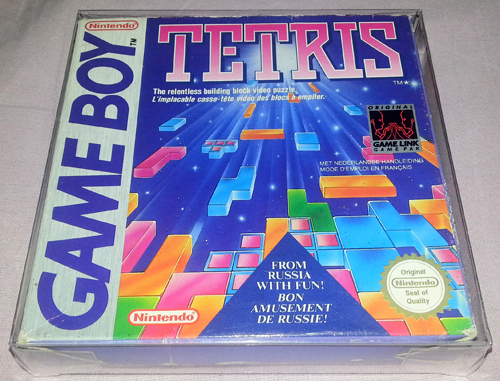 Nintendo
GAME BOY
TM
TETRIS
TM
The relentless building block video puzzle.
L'implacable casse-tête vidéo des blocs à empiler.
ORIGINAL
GAME LINK
GAME PAK
MET NEDERLANDSE HANDLEIDING
MODE D'EMPLOI EN FRANÇAIS
FROM
RUSSIA
WITH FUN!
BON
AMUSEMENT
DE RUSSIE!
Nintendo
Original
Nintendo
Seal of
Quality